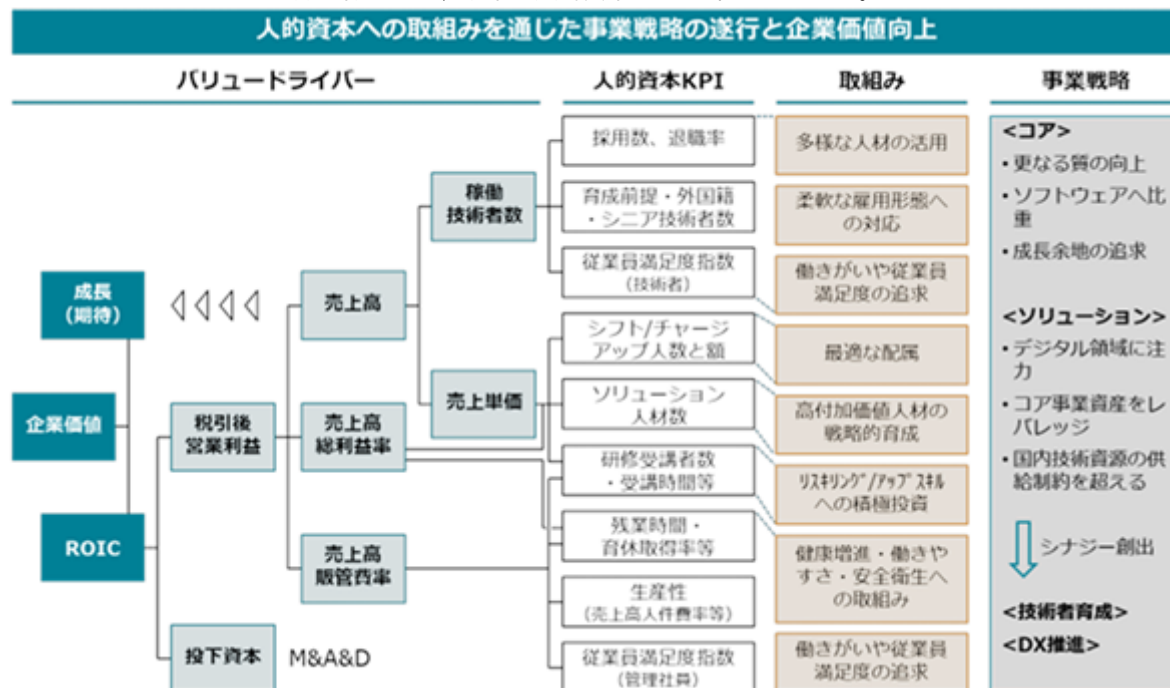 人的資本への取組みを通じた事業戦略の遂行と企業価値向上
バリュードライバー
人的資本KPI
取組み
事業戦略
企業価値
成長
(期待)
ROIC
税引後
営業利益
投下資本
M&A&D
売上高
売上高
総利益率
売上高
販管費率
稼働
技術者数
売上単価
採用数、退職率
育成前提・外国籍
・シニア技術者数
従業員満足度指数
(技術者)
シフト/チャージ
アップ人数と額
ソリューション
人材数
研修受講者数
・受講時間等
残業時間・
育休取得率等
生産性
(売上高人件費率等)
従業員満足度指数
(管理社員)
多様な人材の活用
柔軟な雇用形態へ
の対応
働きがいや従業員
満足度の追求
最適な配属
高付加価値人材の
戦略的育成
ﾘｽｷﾘﾝｸﾞ/ｱｯﾌﾟｽｷﾙ
への積極投資
健康増進・働きや
すさ・安全衛生へ
の取組み
働きがいや従業員
満足度の追求
<コア>
・更なる質の向上
・ソフトウェアへ比
重
・成長余地の追求
<ソリューション>
・デジタル領域に注
力
・コア事業資産をレ
バレッジ
・国内技術資源の供
給制約を超える
シナジー創出
<技術者育成>
<DX推進>